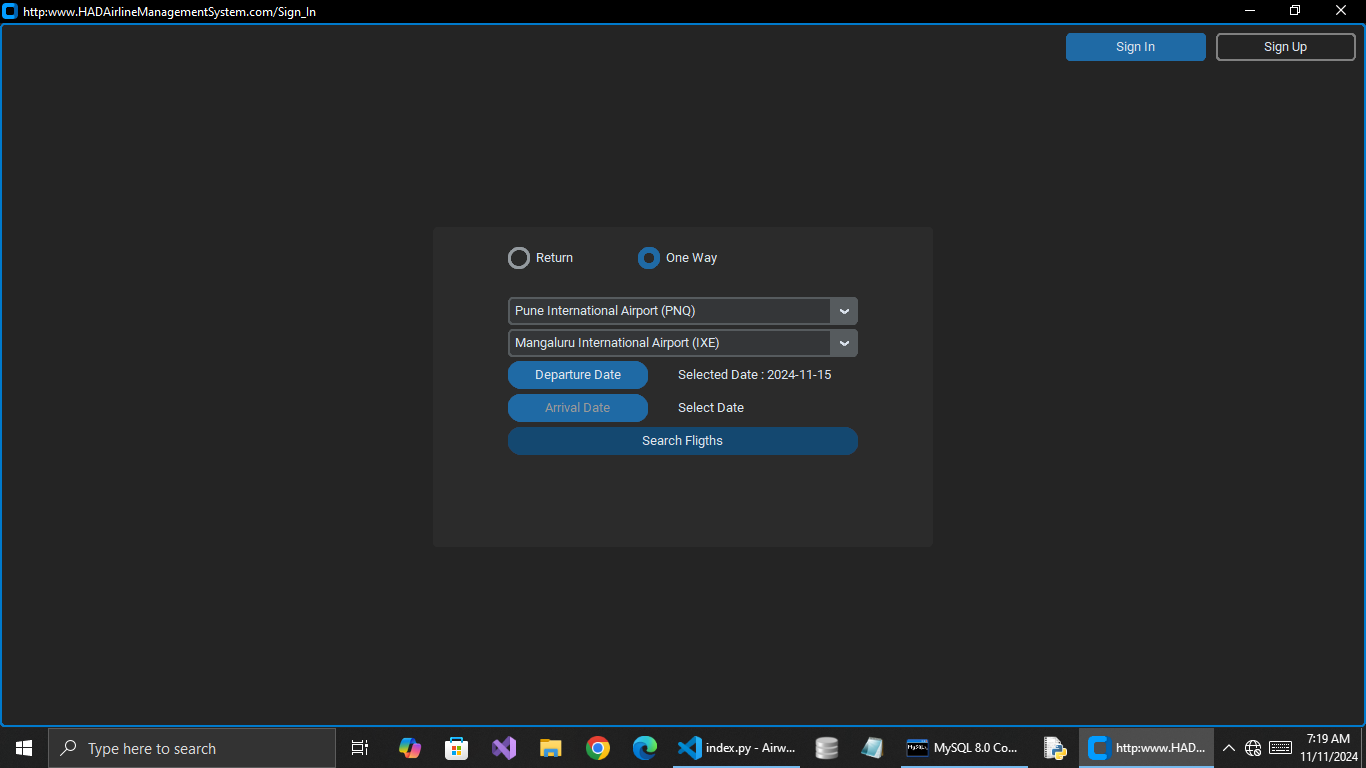 http:www.HADAirlineManagementSystem.com/Sign_In
Sign In
Sign Up
Return
One Way
Pune International Airport (PNQ)
Mangaluru International Airport (IXE)
Departure Date
Selected Date : 2024-11-15
Arrival Date
Select Date
Search Fligths
Type here to search
index.py - Airw...
MySQL 8.0 Co...
http:www.HAD...
7:19 AM
11/11/2024